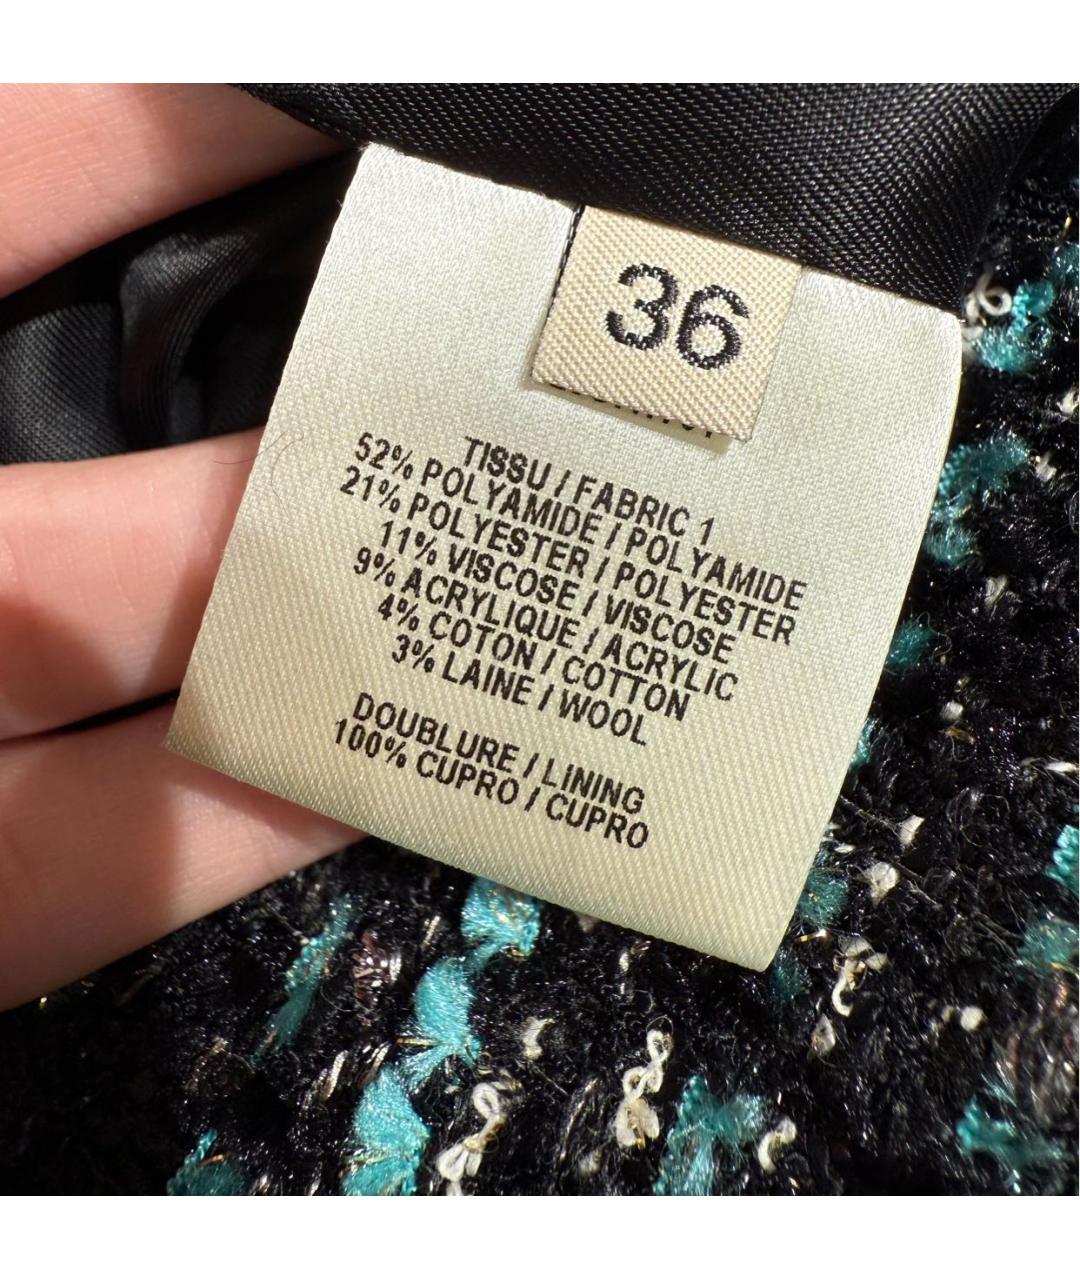 36
TISSU / FABRIC 1
52% POLYAMIDE / POLYAMIDE
21% POLYESTER / POLYESTER
11% VISCOSE / VISCOSE
9% ACRYLIQUE / ACRYLIC
4% COTON / COTTON
3% LAINE / WOOL
DOUBLURE / LINING
100% CUPRO / CUPRO